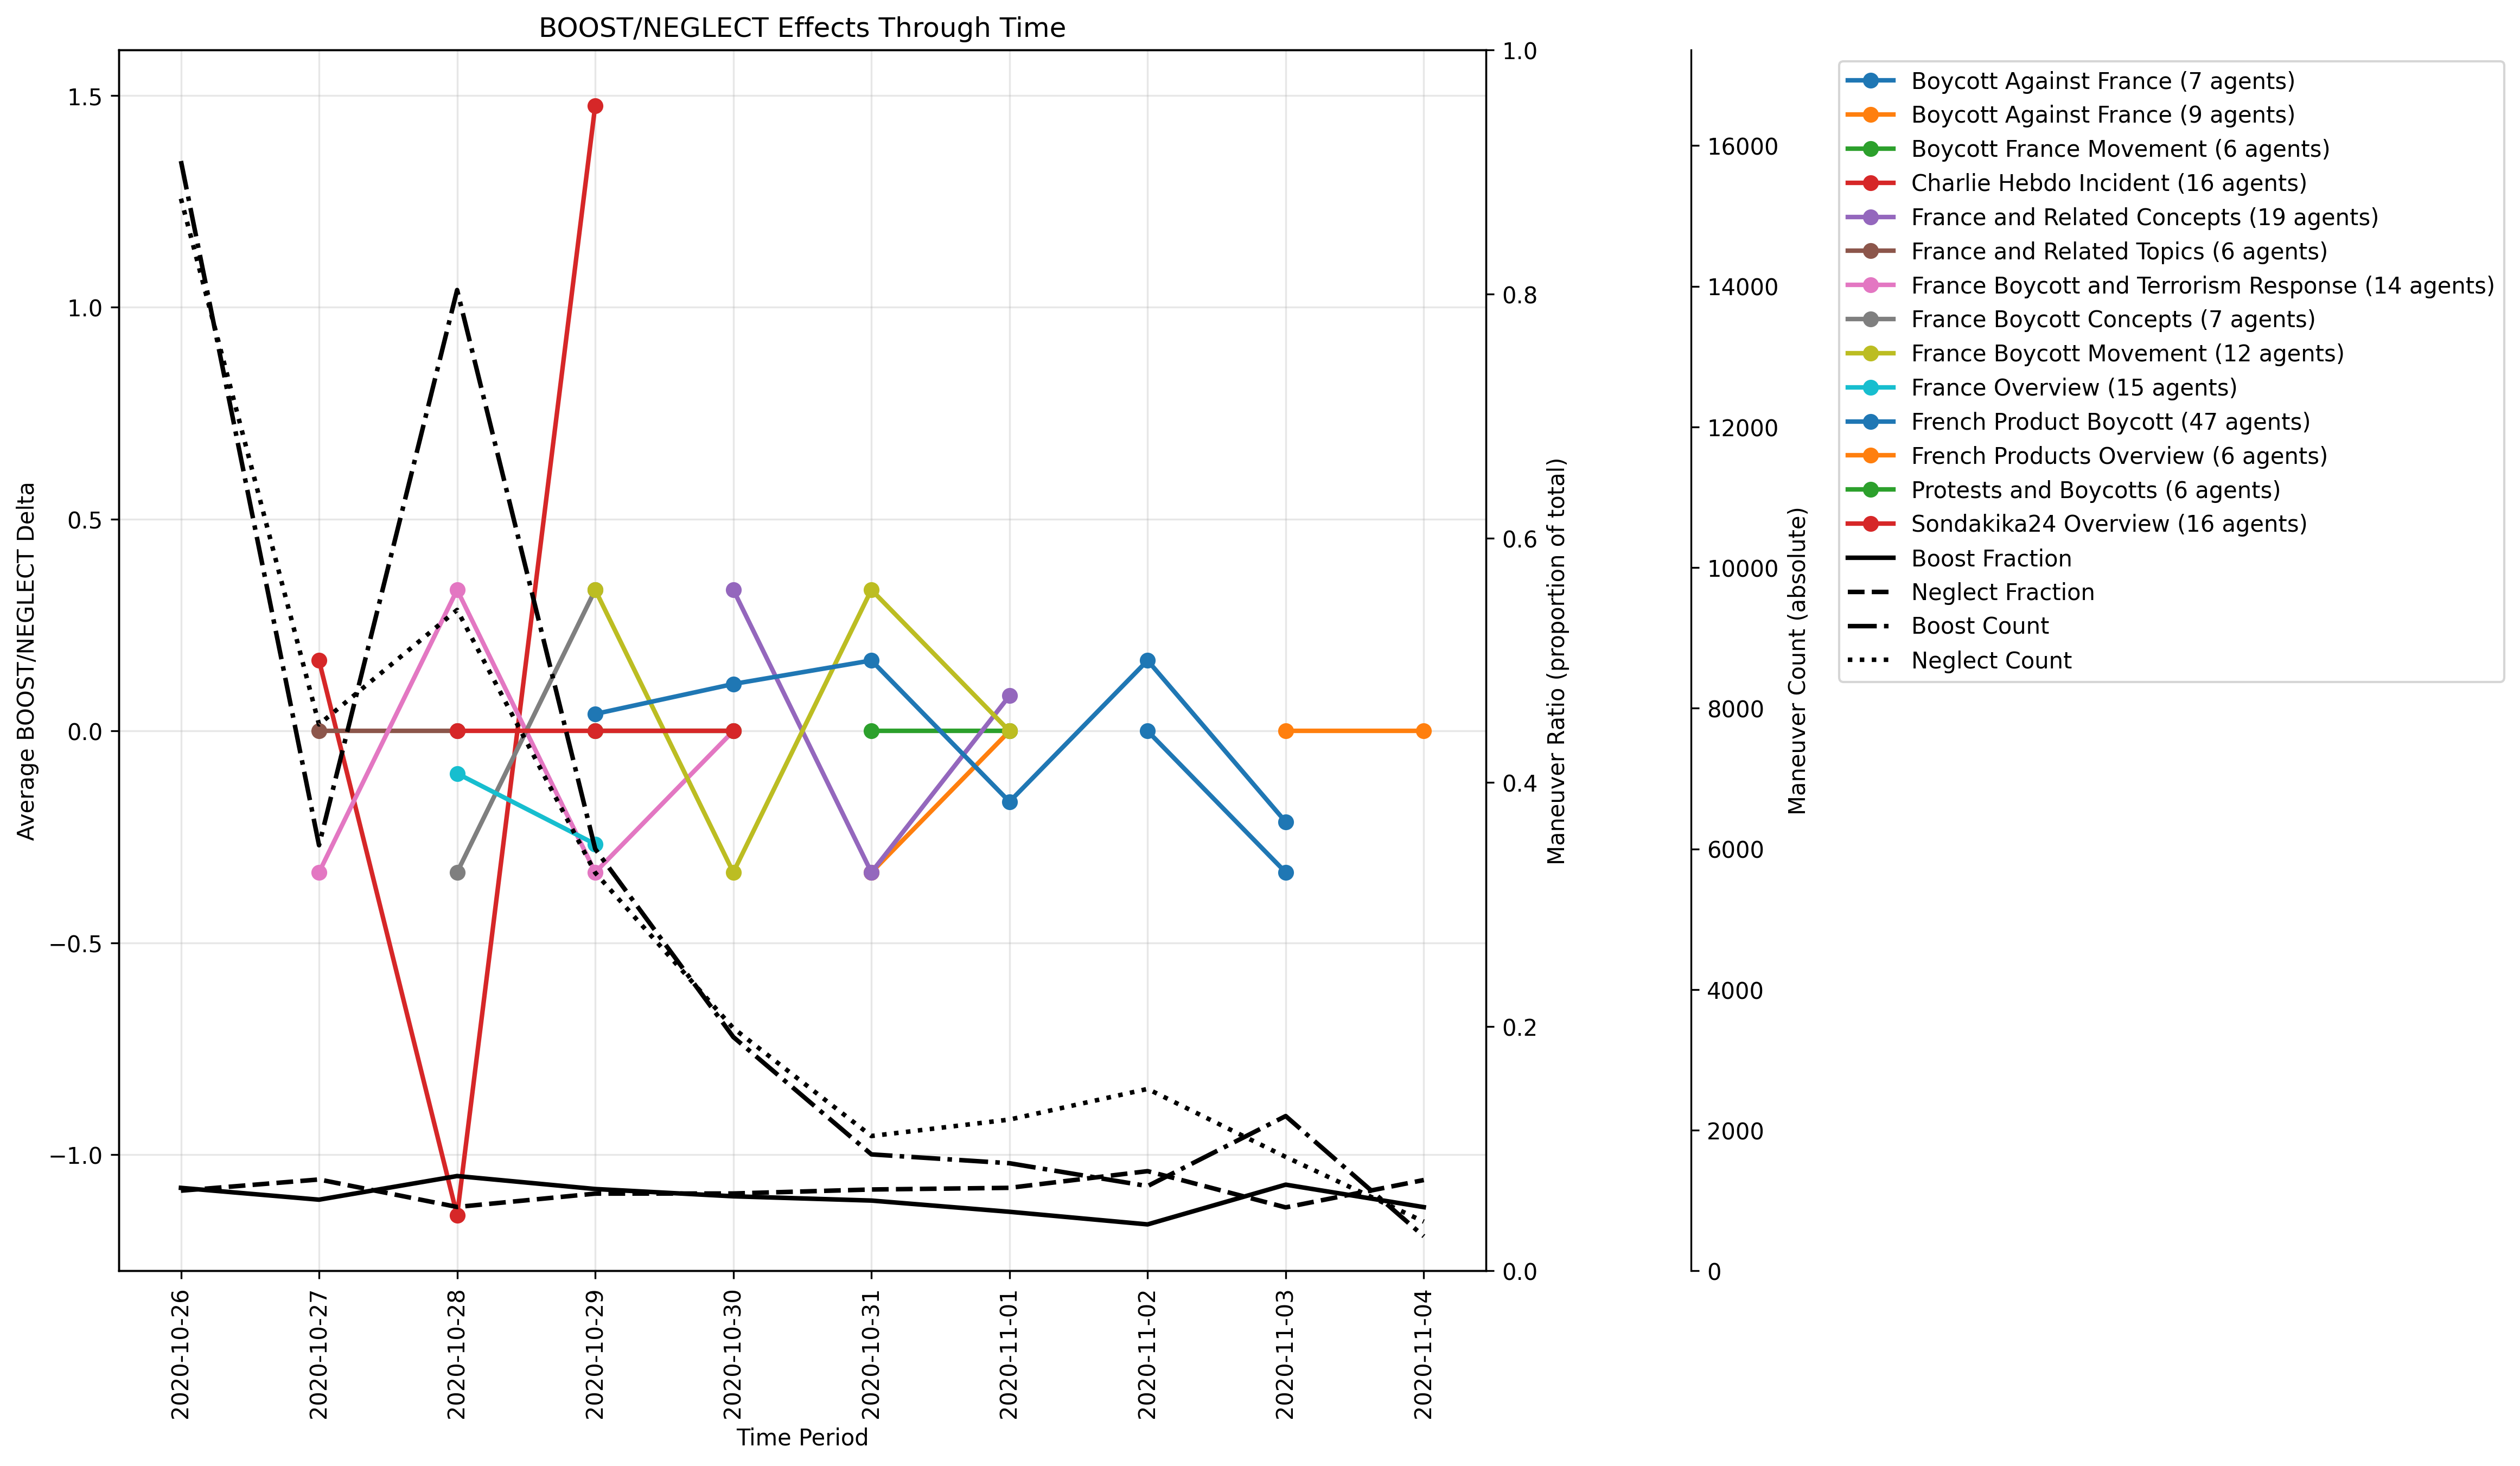 BOOST/NEGLECT Effects Through Time
Average BOOST/NEGLECT Delta
1.5
1.0
0.5
0.0
−0.5
−1.0
2020-10-26
2020-10-27
2020-10-28
2020-10-29
2020-10-30
2020-10-31
2020-11-01
2020-11-02
2020-11-03
2020-11-04
Time Period
1.0
0.8
0.6
0.4
0.2
0.0
Maneuver Ratio (proportion of total)
16000
14000
12000
10000
8000
6000
4000
2000
0
Maneuver Count (absolute)
Boycott Against France (7 agents)
Boycott Against France (9 agents)
Boycott France Movement (6 agents)
Charlie Hebdo Incident (16 agents)
France and Related Concepts (19 agents)
France and Related Topics (6 agents)
France Boycott and Terrorism Response (14 agents)
France Boycott Concepts (7 agents)
France Boycott Movement (12 agents)
France Overview (15 agents)
French Product Boycott (47 agents)
French Products Overview (6 agents)
Protests and Boycotts (6 agents)
Sondakika24 Overview (16 agents)
Boost Fraction
Neglect Fraction
Boost Count
Neglect Count